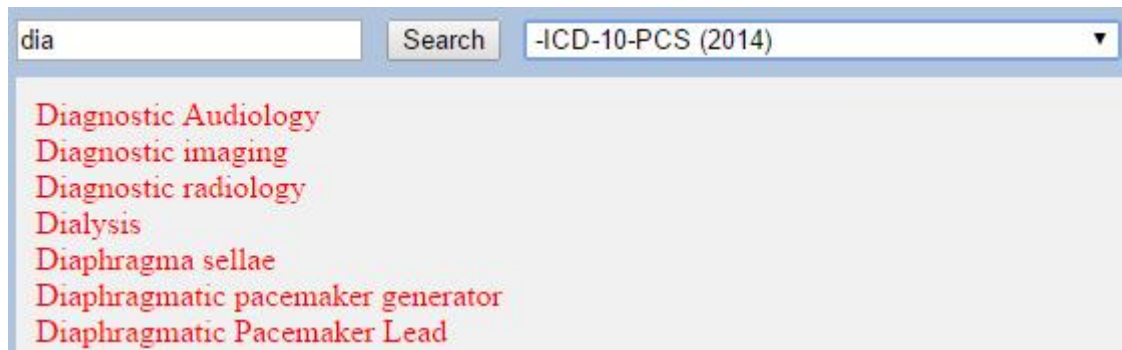 dia Search -ICD-10-PCS (2014)
Diagnostic Audiology
Diagnostic imaging
Diagnostic radiology
Dialysis
Diaphragma sellae
Diaphragmatic pacemaker generator
Diaphragmatic Pacemaker Lead